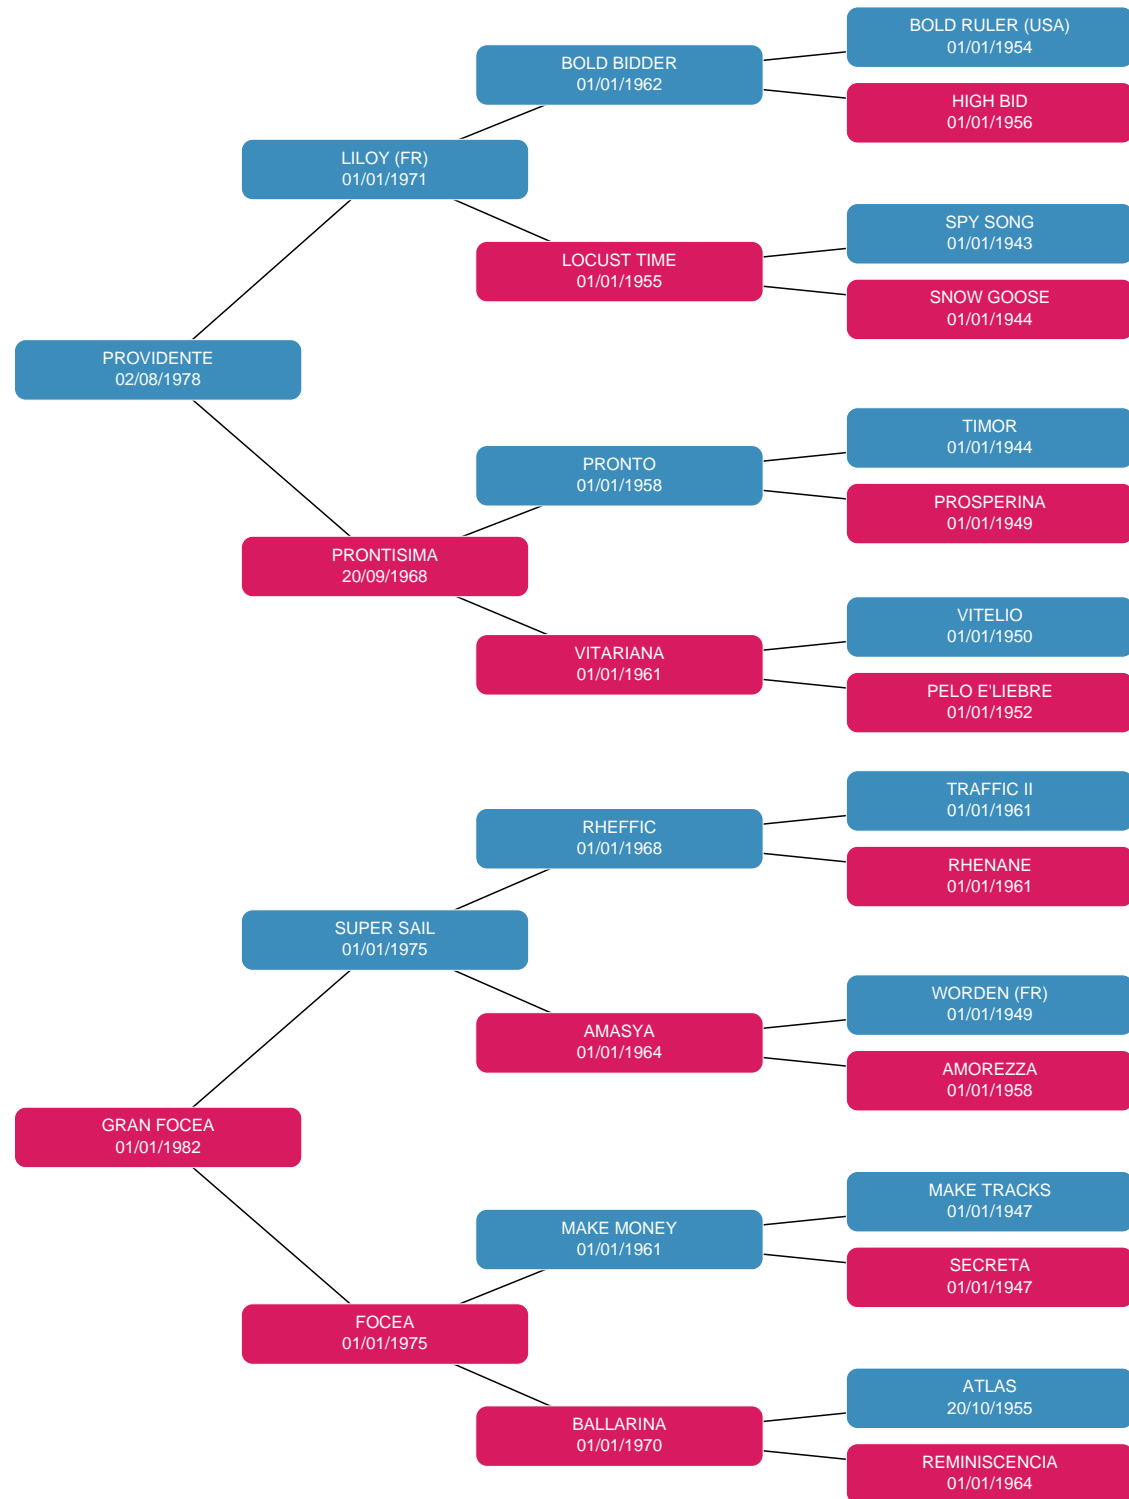 BOLD RULER (USA)
01/01/1954
BOLD BIDDER
01/01/1962
HIGH BID
01/01/1956
LILOY (FR)
01/01/1971
SPY SONG
01/01/1943
LOCUST TIME
01/01/1955
SNOW GOOSE
01/01/1944
PROVIDENTE
02/08/1978
TIMOR
01/01/1944
PRONTO
01/01/1958
PROSPERINA
01/01/1949
PRONTISIMA
20/09/1968
VITELIO
01/01/1950
VITARIANA
01/01/1961
PELO E'LIEBRE
01/01/1952
TRAFFIC II
01/01/1961
RHEFFIC
01/01/1968
RHENANE
01/01/1961
SUPER SAIL
01/01/1975
WORDEN (FR)
01/01/1949
AMASYA
01/01/1964
AMOREZZA
01/01/1958
GRAN FOCEA
01/01/1982
MAKE TRACKS
01/01/1947
MAKE MONEY
01/01/1961
SECRETA
01/01/1947
FOCEA
01/01/1975
ATLAS
20/10/1955
BALLARINA
01/01/1970
REMINISCENCIA
01/01/1964